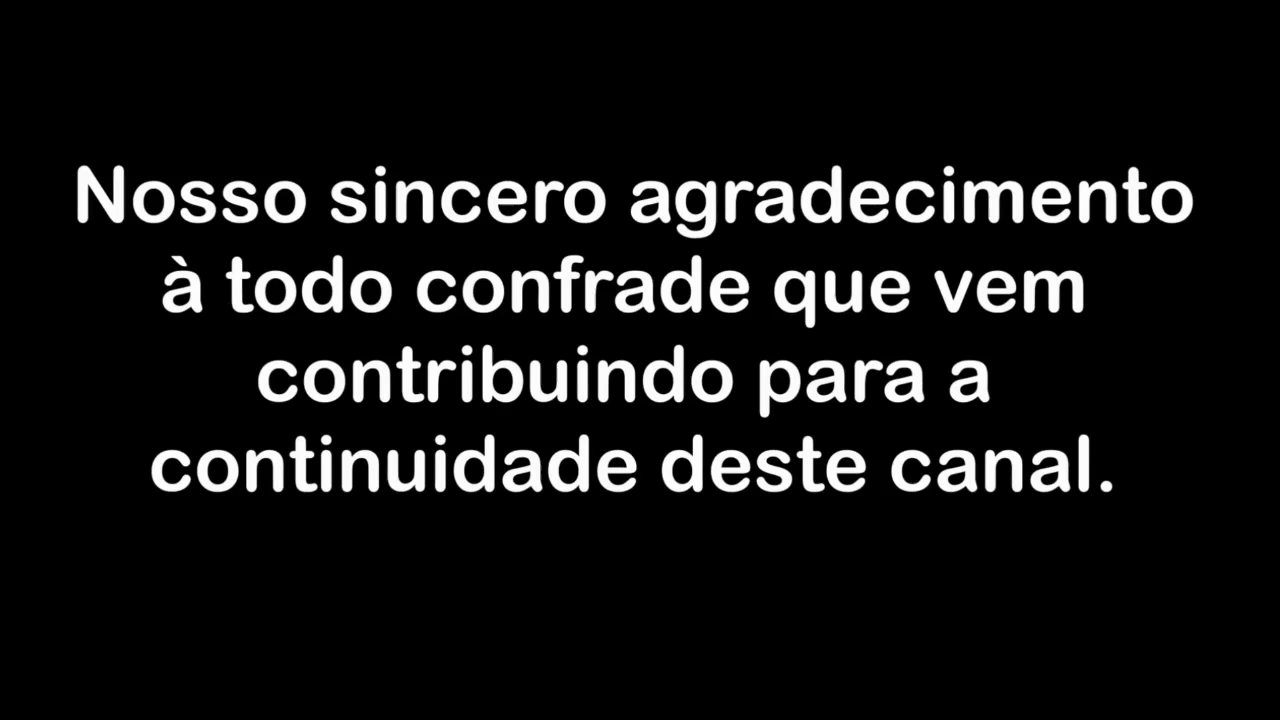 Nosso sincero agradecimento
à todo confrade que vem
contribuindo para a
continuidade deste canal.